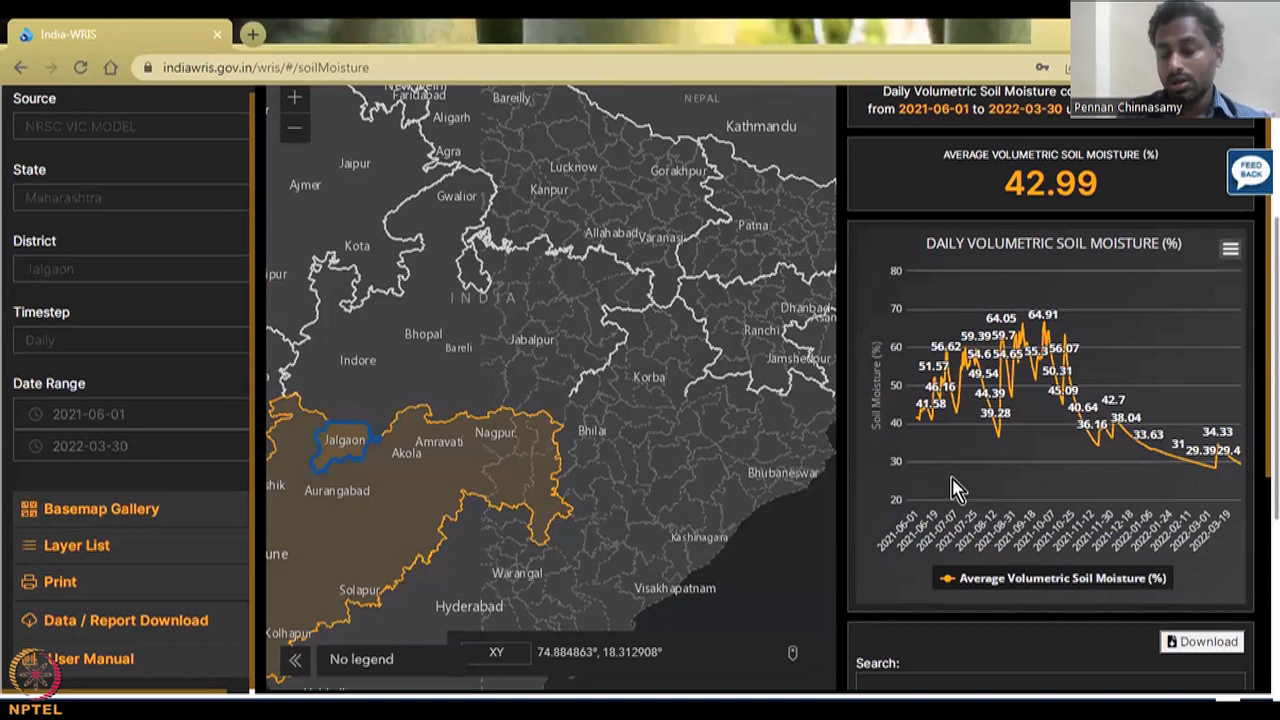 India-WRIS
indiawris.gov.in/wris/#/soilMoisture
Pennan Chinnasamy
Source
NRSC VIC MODEL
State
Maharashtra
District
Jalgaon
Timestep
Daily
Date Range
2021-06-01
2022-03-30
Basemap Gallery
Layer List
Print
Data / Report Download
User Manual
NPTEL
Faridabad
Bareilly
NEPAL
Aligarh
Kathmandu
Agra
Jaipur
Lucknow
Gorakhpur
Ajmer
Gwalior
Kanpur
Patna
Allahabad
Varanasi
Kota
INDIA
Dhanbad
Bhopal
Jabalpur
Ranchi
Bareli
Indore
Jamshedpur
Korba
Jalgaon
Amravati
Nagpur
Bhilai
Akola
Aurangabad
Bhubaneswar
Kashinagara
Warangal
Solapur
Visakhapatnam
Hyderabad
Kolhapur
No legend
XY
74.884863°, 18.312908°
from 2021-06-01 to 2022-03-30
FEED
BACK
AVERAGE VOLUMETRIC SOIL MOISTURE (%)
42.99
DAILY VOLUMETRIC SOIL MOISTURE (%)
Soil Moisture (%)
80
70
60
50
40
30
20
41.58
51.57
46.16
56.62
59.39
54.6
49.54
44.39
39.28
59.7
64.05
54.65
55.3
64.91
50.31
45.09
56.07
40.64
36.16
42.7
38.04
33.63
31
29.39
34.33
29.4
2021-06-01
2021-06-19
2021-07-07
2021-07-25
2021-08-12
2021-08-31
2021-09-18
2021-10-07
2021-10-25
2021-11-12
2021-11-30
2021-12-18
2022-01-06
2022-01-24
2022-02-11
2022-03-01
2022-03-19
Average Volumetric Soil Moisture (%)
Download
Search: